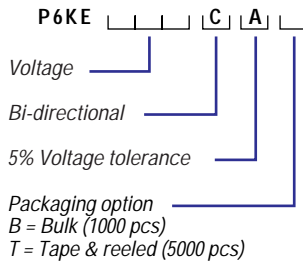 P6KE C A
Voltage
Bi-directional
5% Voltage tolerance
Packaging option
B = Bulk (1000 pcs)
T = Tape & reeled (5000 pcs)